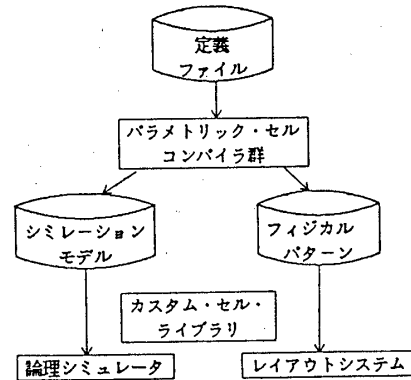 定義
ファイル
パラメトリック・セル
コンパイラ群
シミレーション
モデル
フィジカル
パターン
カスタム・セル・
ライブラリ
論理シミュレータ
レイアウトシステム